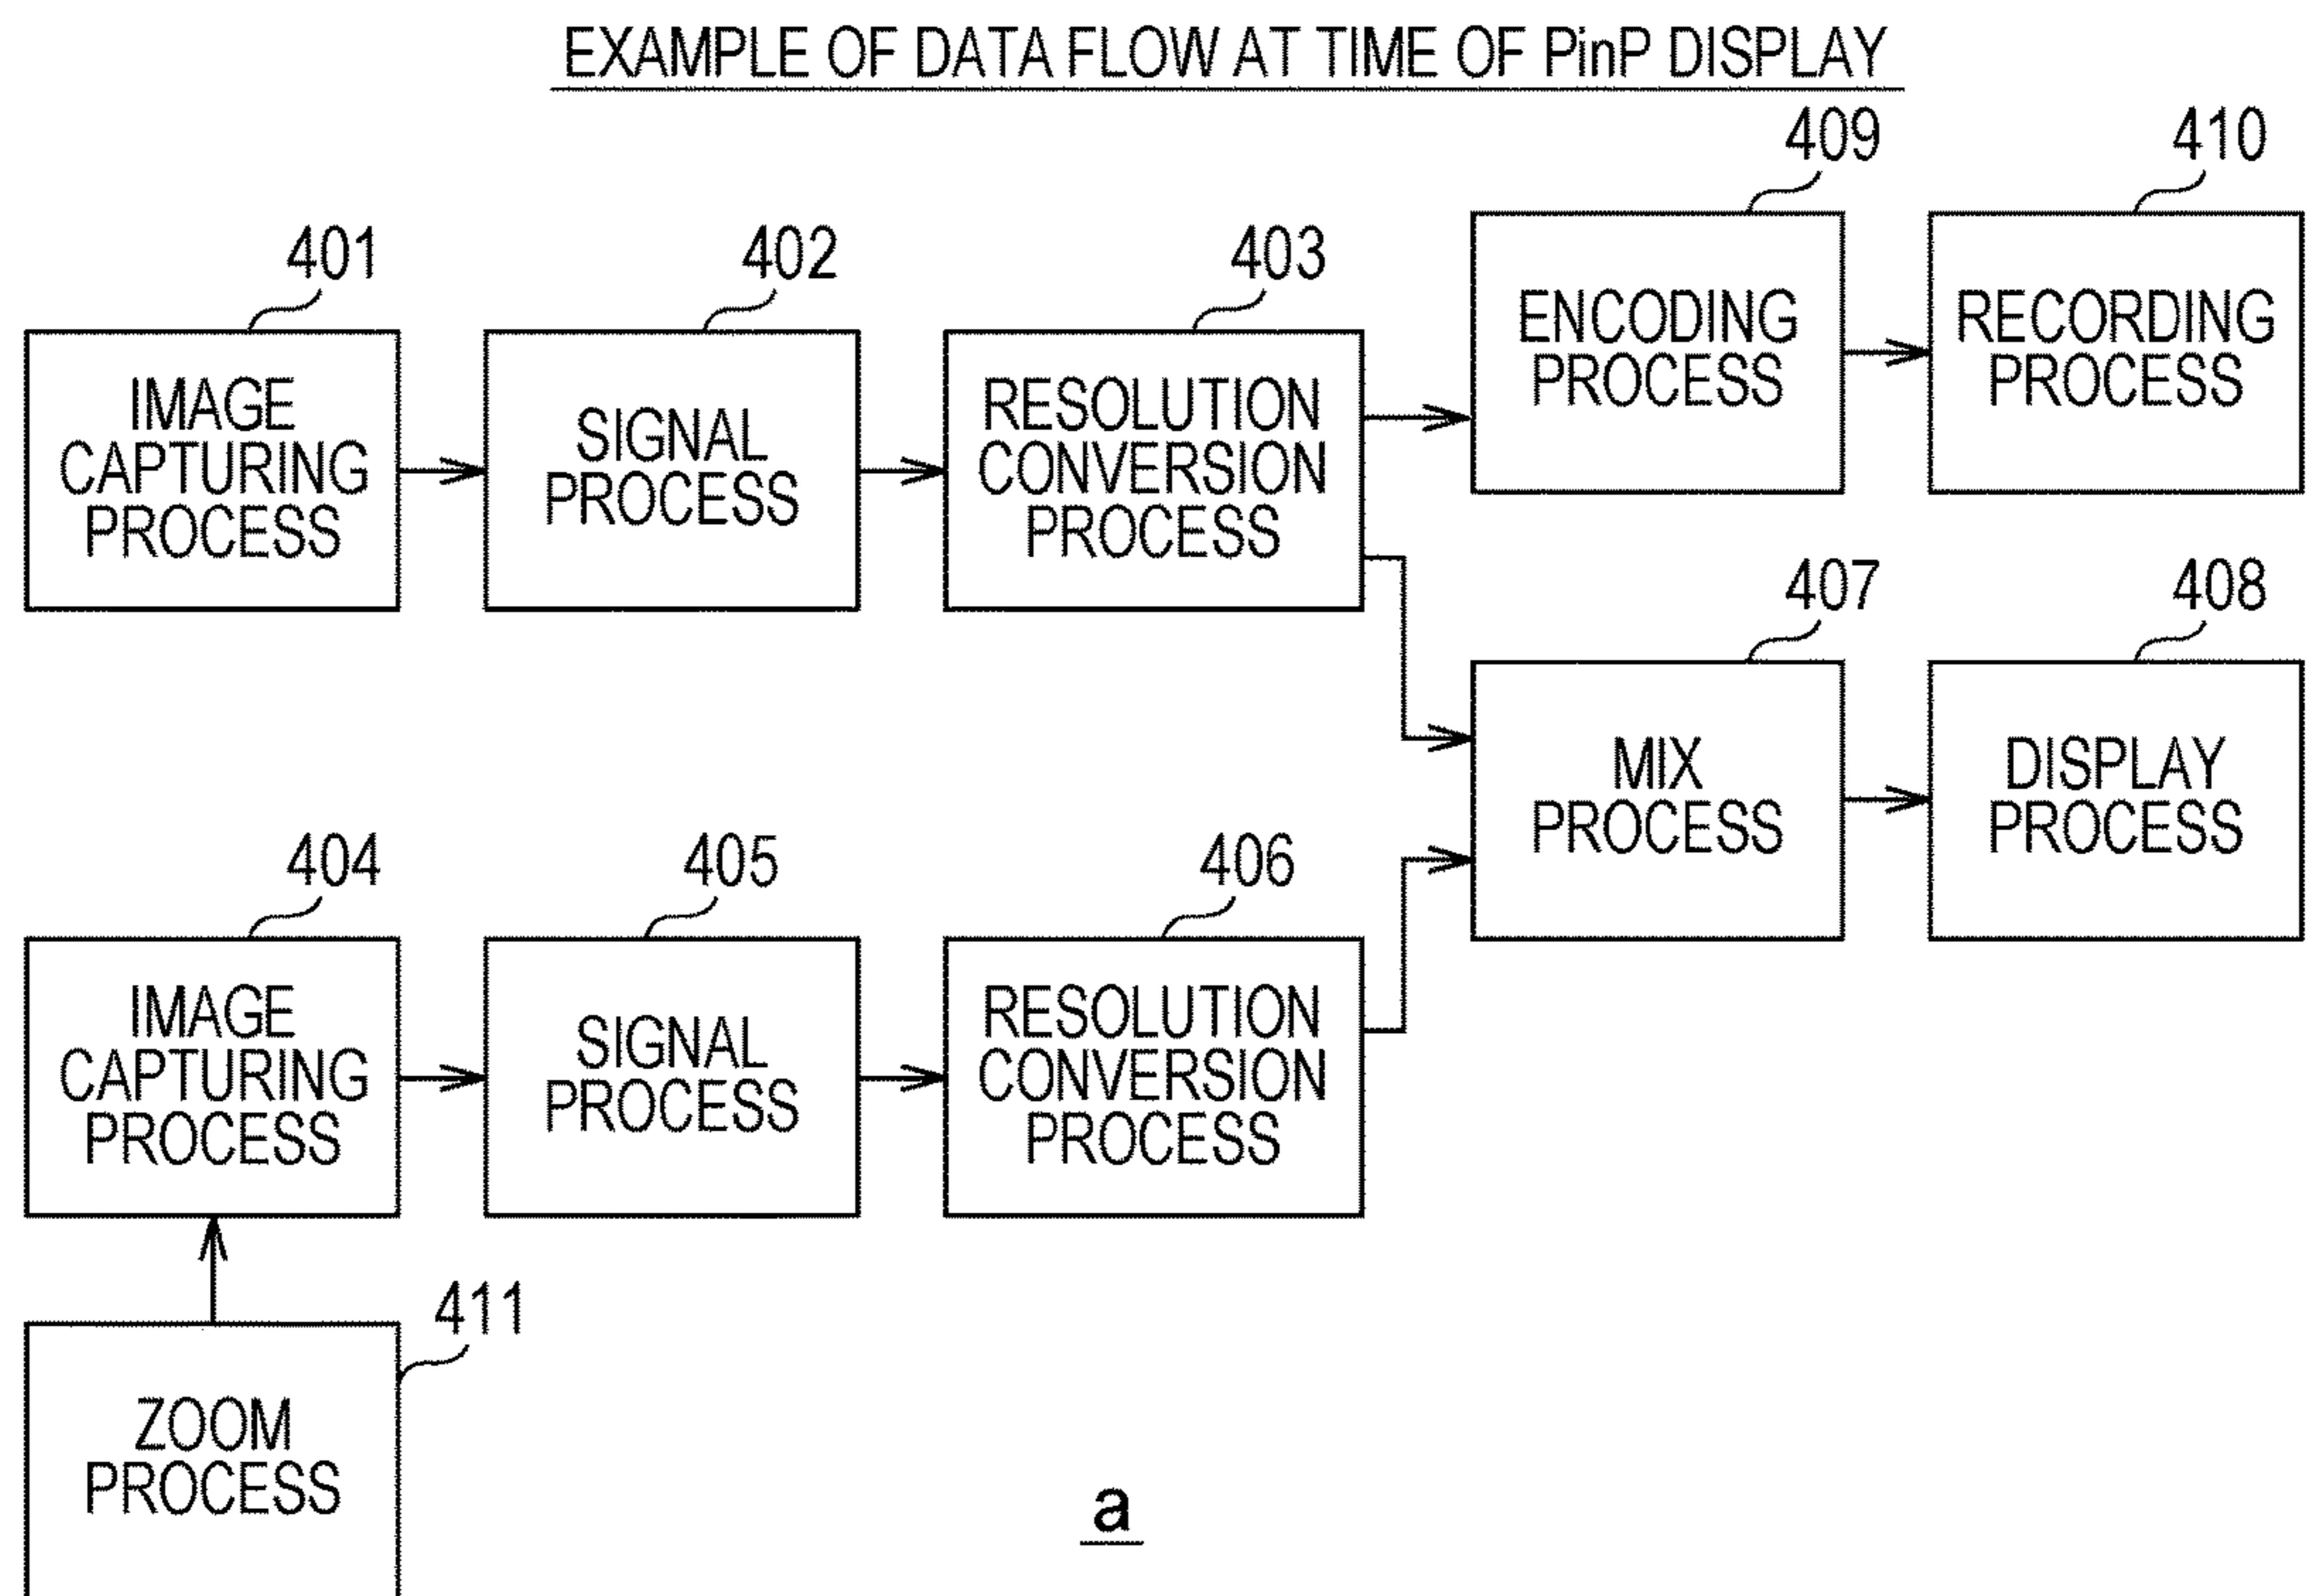 EXAMPLE OF DATA FLOW AT TIME OF PinP DISPLAY
409
410
401
402
403
ENCODING
PROCESS
RECORDING
PROCESS
IMAGE
CAPTURING
PROCESS
SIGNAL
PROCESS
RESOLUTION
CONVERSION
PROCESS
407
408
MIX
PROCESS
DISPLAY
PROCESS
404
405
406
IMAGE
CAPTURING
PROCESS
SIGNAL
PROCESS
RESOLUTION
CONVERSION
PROCESS
411
ZOOM
PROCESS
a